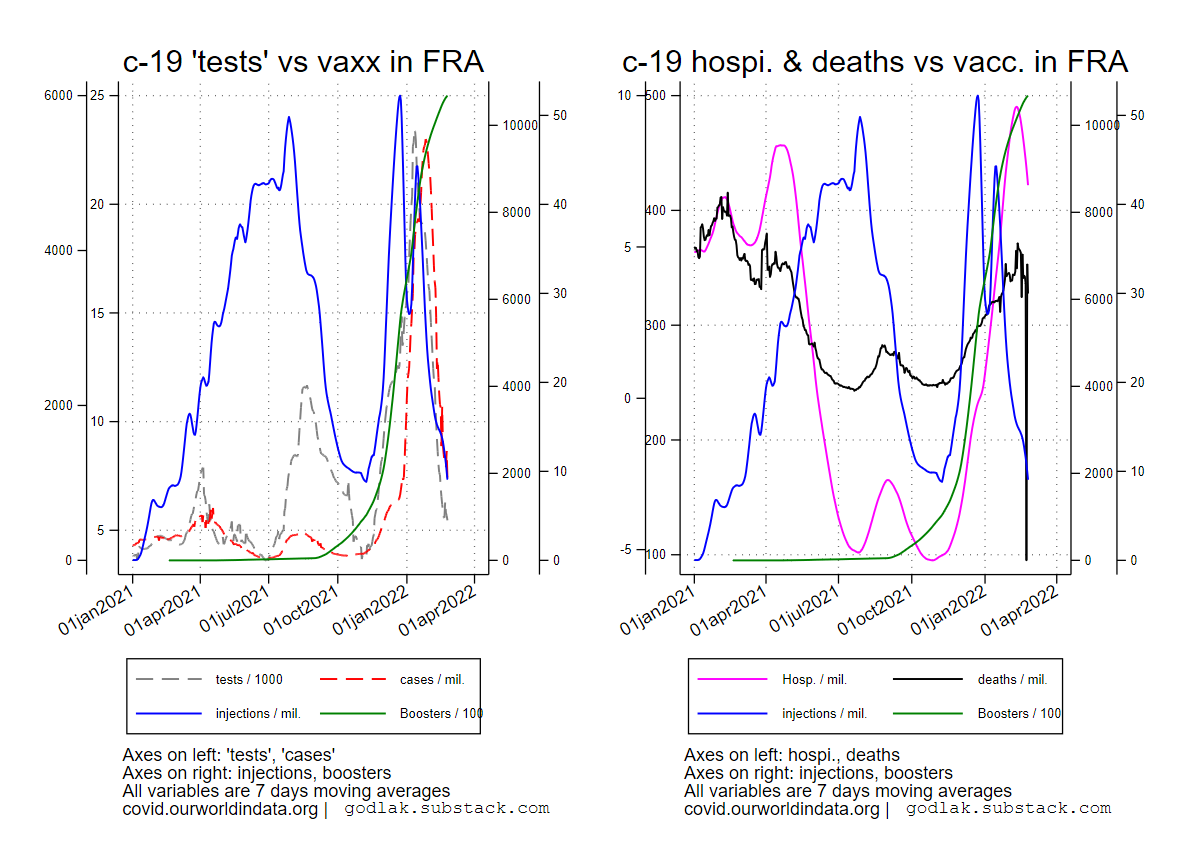 c-19 'tests' vs vaxx in FRA
6000
4000
2000
0
25
20
15
10
5
10000
8000
6000
4000
2000
0
50
40
30
20
10
0
01jan2021
01apr2021
01jul2021
01oct2021
01jan2022
01apr2022
tests / 1000
cases / mil.
injections / mil.
Boosters / 100
Axes on left: 'tests', 'cases'
Axes on right: injections, boosters
All variables are 7 days moving averages
covid.ourworldindata.org | godlak.substack.com
c-19 hospi. & deaths vs vacc. in FRA
10
5
0
-5
500
400
300
200
100
10000
8000
6000
4000
2000
0
50
40
30
20
10
0
01jan2021
01apr2021
01jul2021
01oct2021
01jan2022
01apr2022
Hosp. / mil.
deaths / mil.
injections / mil.
Boosters / 100
Axes on left: hospi., deaths
Axes on right: injections, boosters
All variables are 7 days moving averages
covid.ourworldindata.org | godlak.substack.com